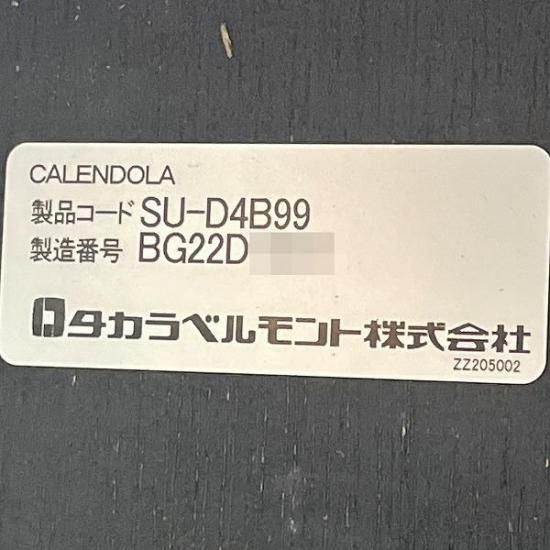 CALENDOLA
製品コード SU-D4B99
製造番号 BG22D
タカラベルモント株式会社
ZZ205002